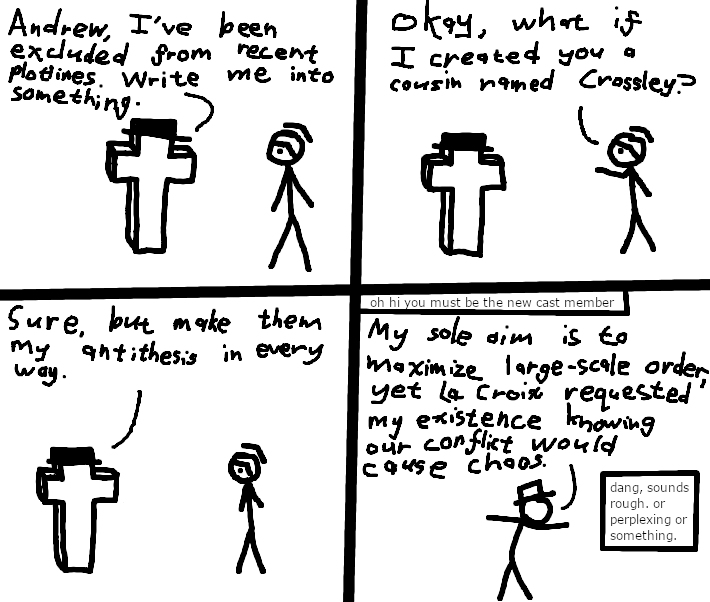 Andrew, I've been
excluded from recent
plotlines. Write me into
something.
Okay, what if
I created you a
cousin named Crossley?
Sure, but make them
my antithesis in every
way.
oh hi you must be the new cast member
My sole aim is to
maximize large-scale order,
yet La Croix requested
my existence knowing
our conflict would
cause chaos.
dang, sounds
rough. or
perplexing or
something.